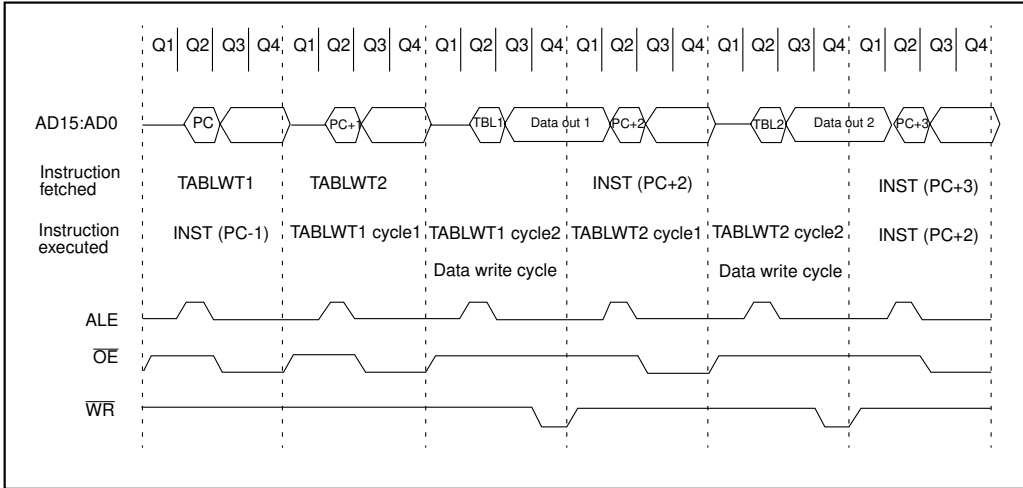 Q1 Q2 Q3 Q4 Q1 Q2 Q3 Q4 Q1 Q2 Q3 Q4 Q1 Q2 Q3 Q4 Q1 Q2 Q3 Q4 Q1 Q2 Q3 Q4
AD15:AD0 PC PC+1 TBL1 Data out 1 PC+2 TBL2 Data out 2 PC+3
Instruction
fetched
TABLWT1 TABLWT2 INST (PC+2) INST (PC+3)
Instruction
executed
INST (PC-1) TABLWT1 cycle1 TABLWT1 cycle2 TABLWT2 cycle1 TABLWT2 cycle2 INST (PC+2)
Data write cycle Data write cycle
ALE
OE
WR